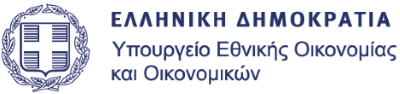 ΕΛΛΗΝΙΚΗ ΔΗΜΟΚΡΑΤΙΑ
Υπουργείο Εθνικής Οικονομίας
και Οικονομικών